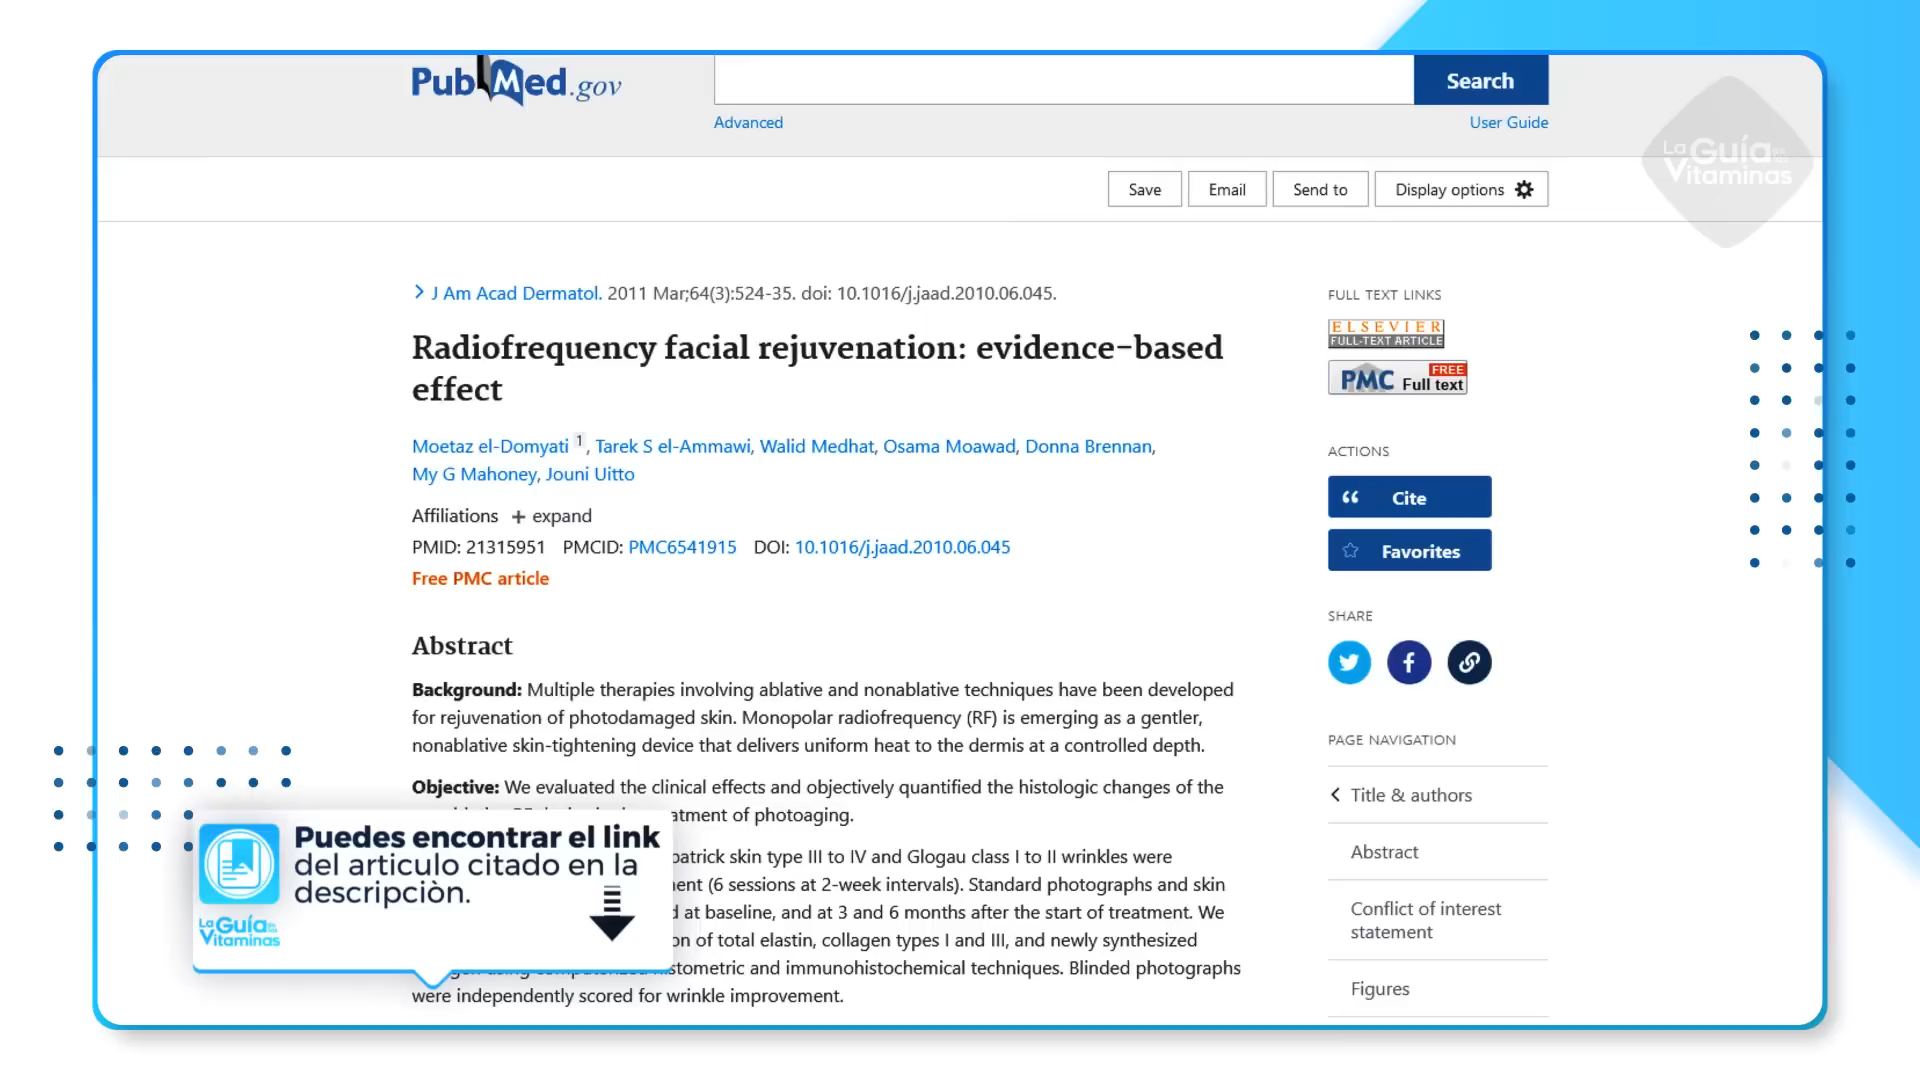 PubMed.gov
Search
Advanced
User Guide
La Guía de las
Vitaminas
Save
Email
Send to
Display options
J Am Acad Dermatol. 2011 Mar;64(3):524-35. doi: 10.1016/j.jaad.2010.06.045.
Radiofrequency facial rejuvenation: evidence-based
effect
Moetaz el-Domyati 1, Tarek S el-Ammawi, Walid Medhat, Osama Moawad, Donna Brennan,
My G Mahoney, Jouni Uitto
Affiliations + expand
PMID: 21315951 PMCID: PMC6541915 DOI: 10.1016/j.jaad.2010.06.045
Free PMC article
Abstract
Background: Multiple therapies involving ablative and nonablative techniques have been developed
for rejuvenation of photodamaged skin. Monopolar radiofrequency (RF) is emerging as a gentler,
nonablative skin-tightening device that delivers uniform heat to the dermis at a controlled depth.
Objective: We evaluated the clinical effects and objectively quantified the histologic changes of the
atment of photoaging.
patrick skin type III to IV and Glogau class I to II wrinkles were
ent (6 sessions at 2-week intervals). Standard photographs and skin
d at baseline, and at 3 and 6 months after the start of treatment. We
on of total elastin, collagen types I and III, and newly synthesized
stometric and immunohistochemical techniques. Blinded photographs
were independently scored for wrinkle improvement.
Puedes encontrar el link
del articulo citado en la
descripciòn.
La Guía
Vitaminas
FULL TEXT LINKS
ELSEVIER
FULL-TEXT ARTICLE
PMC FREE
Full text
ACTIONS
Cite
Favorites
SHARE
PAGE NAVIGATION
Title & authors
Abstract
Conflict of interest
statement
Figures